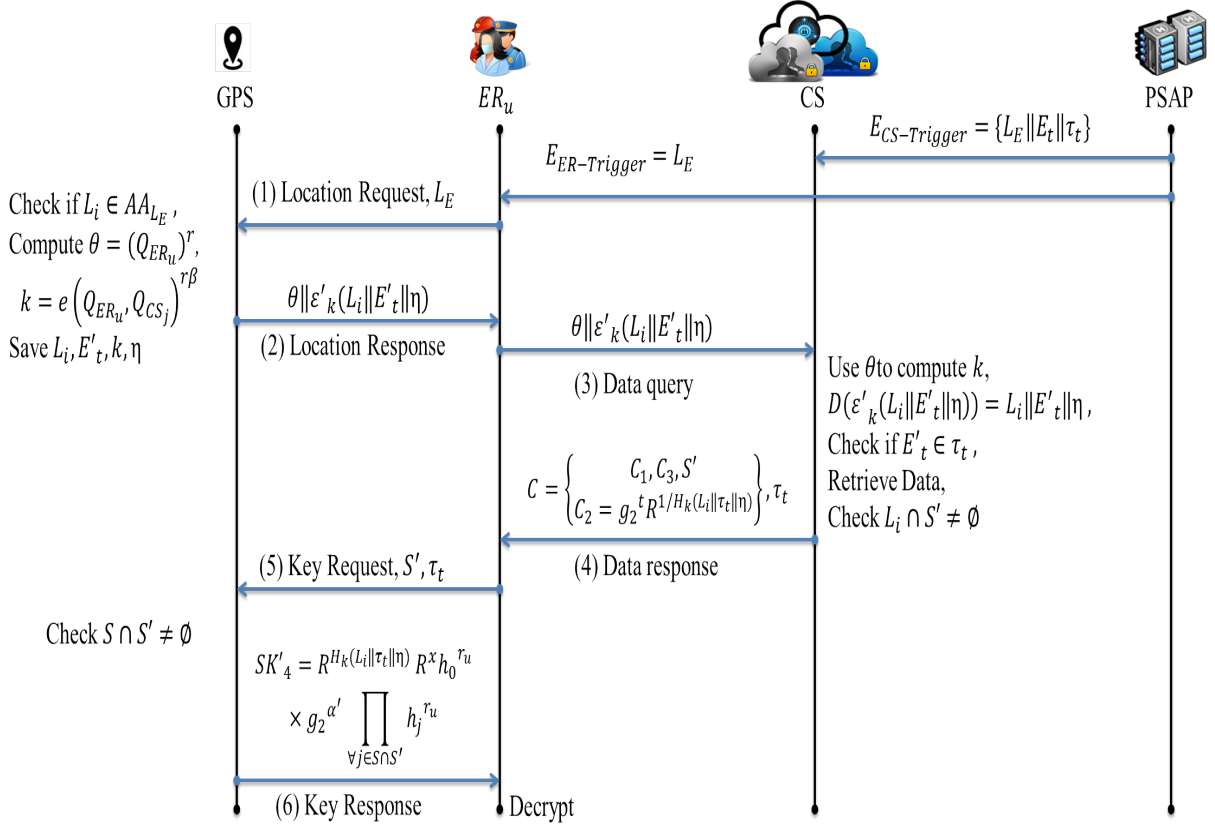 GPS
ER_u
CS
PSAP
E_{CS−Trigger} = {L_E‖E_t‖τ_t}
E_{ER−Trigger} = L_E
(1) Location Request, L_E
Check if L_i ∈ AA_{L_E} ,
Compute θ = (Q_{ER_u})^r,
k = e(Q_{ER_u}, Q_{CS_j})^{rβ}
Save L_i, E'_t, k, η
θ‖ε'_k(L_i‖E'_t‖η)
(2) Location Response
θ‖ε'_k(L_i‖E'_t‖η)
(3) Data query
Use θto compute k,
D(ε'_k(L_i‖E'_t‖η)) = L_i‖E'_t‖η ,
Check if E'_t ∈ τ_t ,
Retrieve Data,
Check L_i ∩ S' ≠ ∅
C = { C_1, C_3, S'
C_2 = g_2^t R^{1/H_k(L_i‖τ_t‖η)} }, τ_t
(4) Data response
(5) Key Request, S', τ_t
Check S ∩ S' ≠ ∅
SK'_4 = R^{H_k(L_i‖τ_t‖η)} R^x h_0^{r_u}
× g_2^{α'} ∏_{∀j∈S∩S'} h_j^{r_u}
(6) Key Response
Decrypt